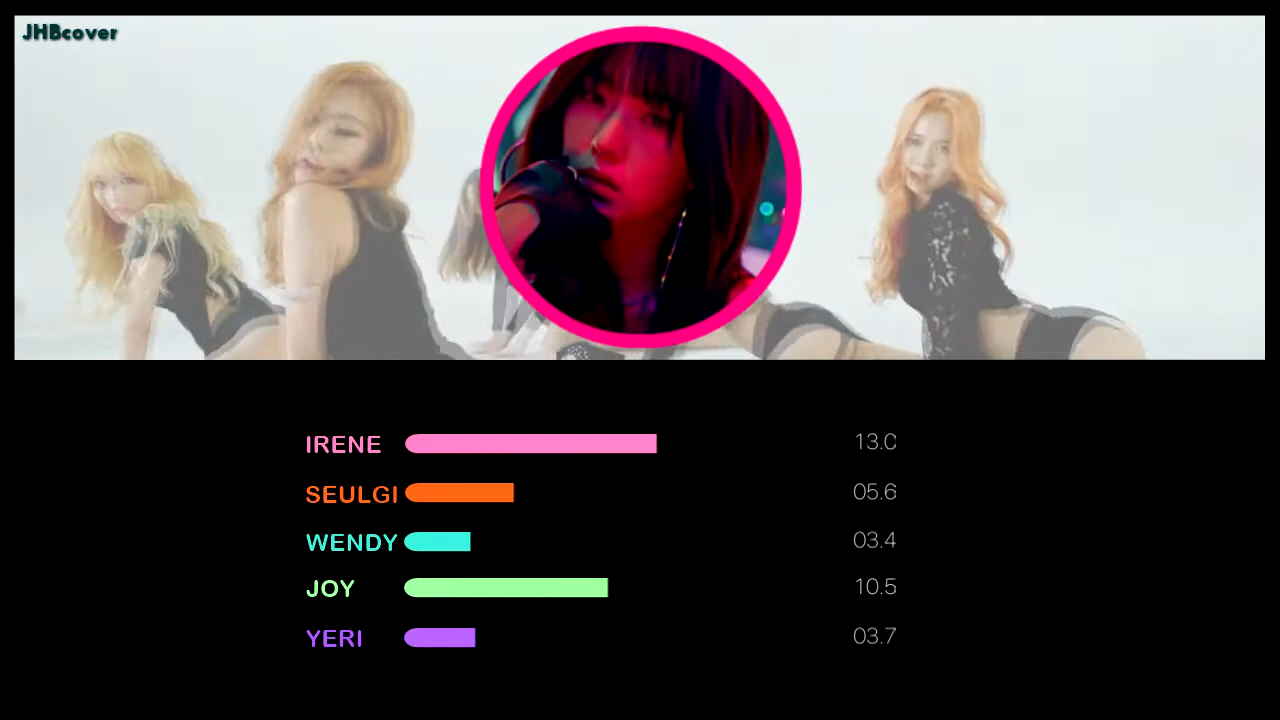 JHBcover
IRENE 13.0
SEULGI 05.6
WENDY 03.4
JOY 10.5
YERI 03.7